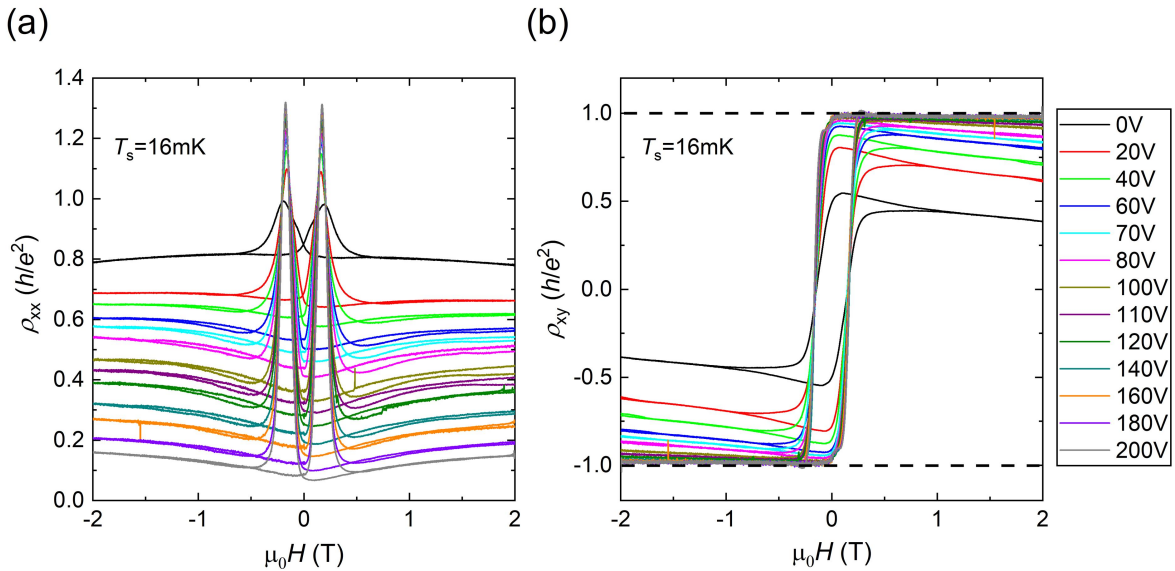 (a)
(b)
1.4
1.2
1.0
0.8
0.6
0.4
0.2
0.0
ρxx (h/e²)
Ts=16mK
-2 -1 0 1 2
μ0H (T)
1.0
0.5
0.0
-0.5
-1.0
ρxy (h/e²)
Ts=16mK
-2 -1 0 1 2
μ0H (T)
0V
20V
40V
60V
70V
80V
100V
110V
120V
140V
160V
180V
200V